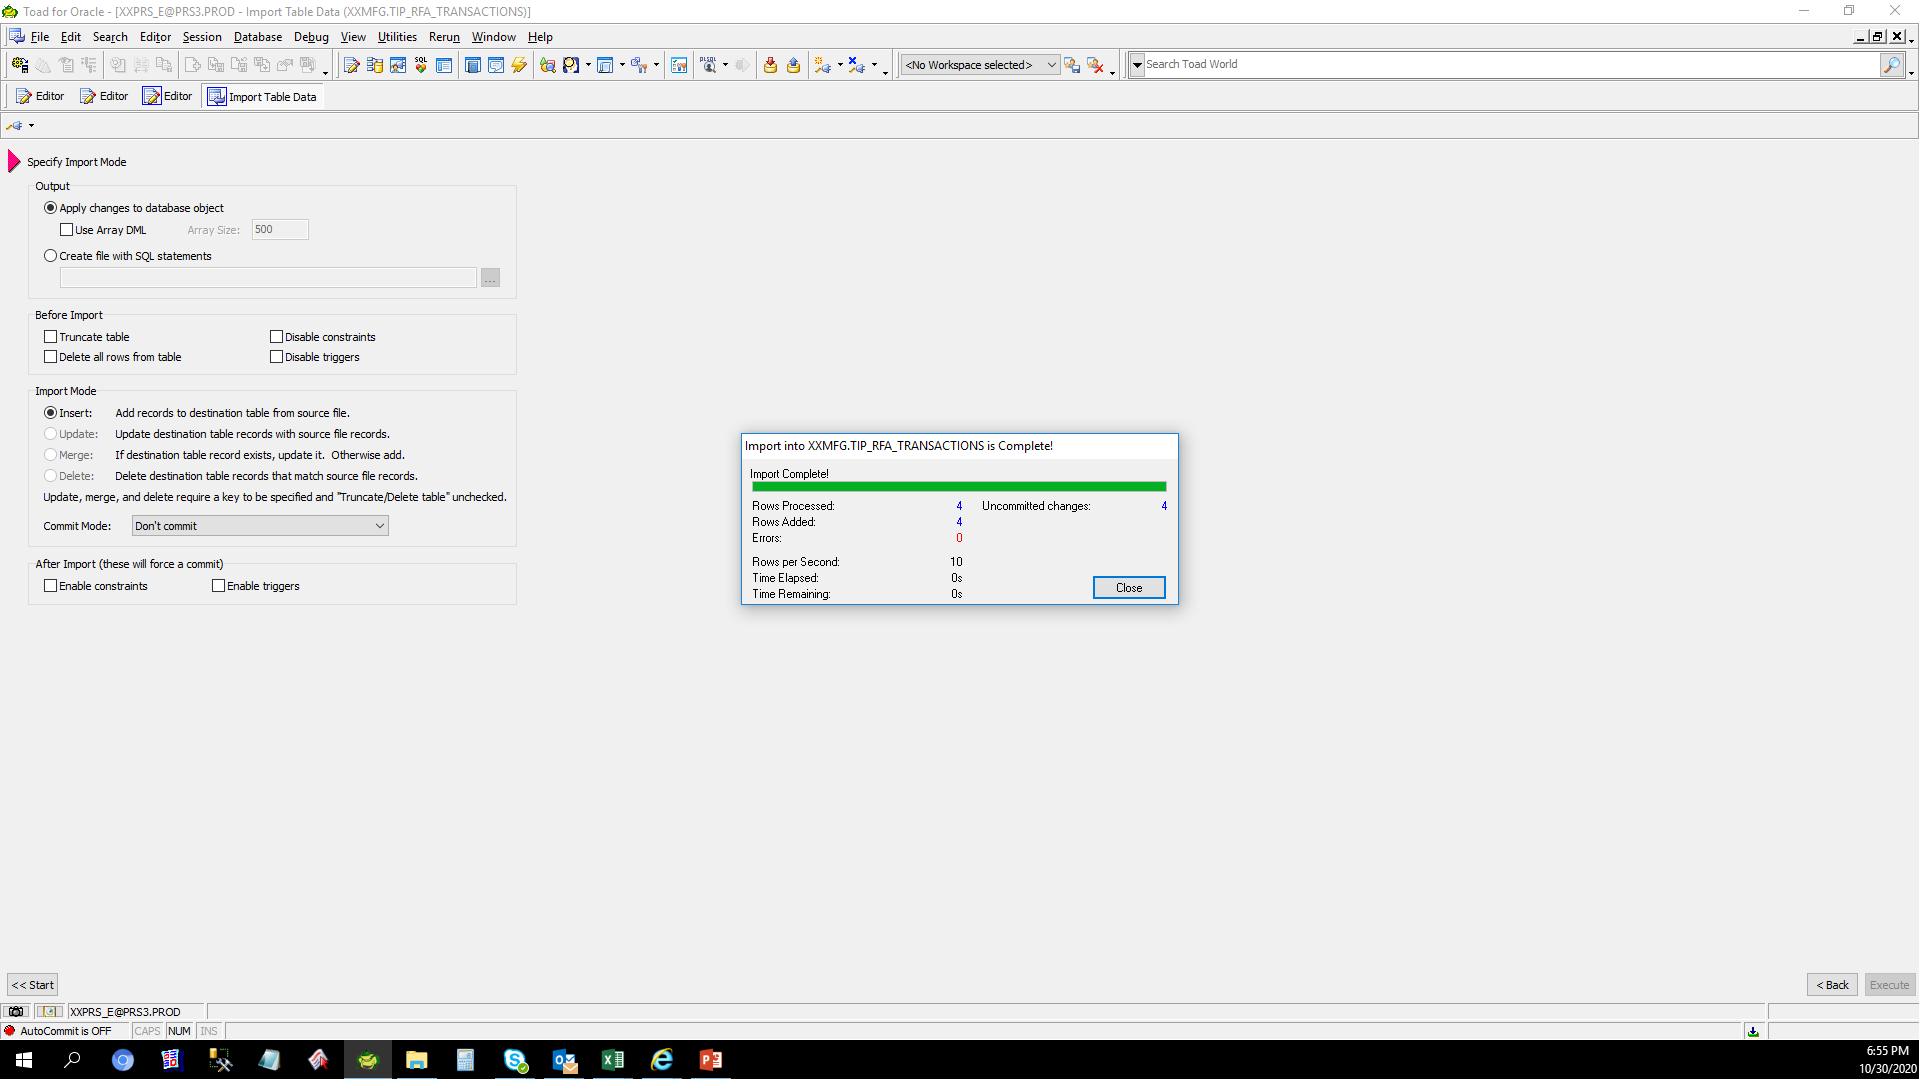 Toad for Oracle - [XXPRS_E@PRS3.PROD - Import Table Data (XXMFG.TIP_RFA_TRANSACTIONS)]
File Edit Search Editor Session Database Debug View Utilities Rerun Window Help
SQL <No Workspace selected> Search Toad World
Editor Editor Editor Import Table Data
Specify Import Mode
Output
Apply changes to database object
Use Array DML Array Size: 500
Create file with SQL statements
...
Before Import
Truncate table Disable constraints
Delete all rows from table Disable triggers
Import Mode
Insert: Add records to destination table from source file.
Update: Update destination table records with source file records.
Merge: If destination table record exists, update it. Otherwise add.
Delete: Delete destination table records that match source file records.
Update, merge, and delete require a key to be specified and "Truncate/Delete table" unchecked.
Commit Mode: Don't commit
After Import (these will force a commit)
Enable constraints Enable triggers
Import into XXMFG.TIP_RFA_TRANSACTIONS is Complete!
Import Complete!
Rows Processed: 4 Uncommitted changes: 4
Rows Added: 4
Errors: 0
Rows per Second: 10
Time Elapsed: 0s
Time Remaining: 0s
Close
<< Start < Back Execute
XXPRS_E@PRS3.PROD
AutoCommit is OFF CAPS NUM INS
6:55 PM
10/30/2020